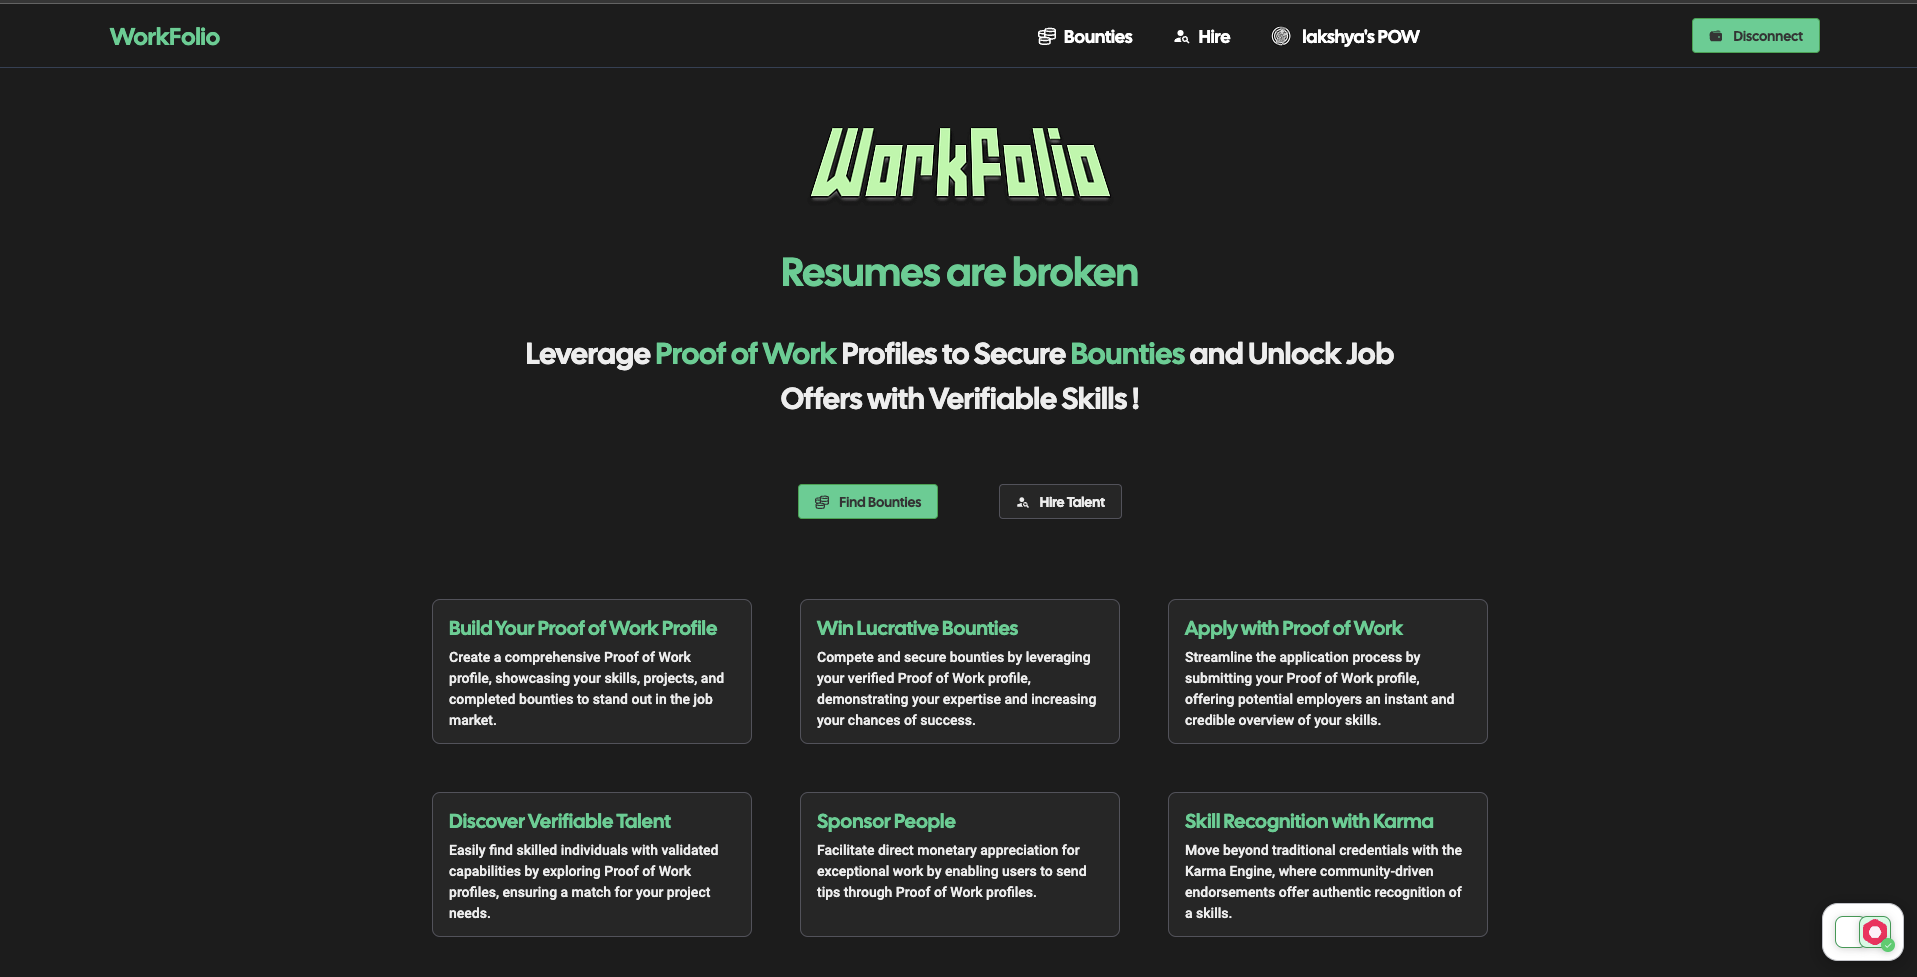 WorkFolio
Bounties
Hire
lakshya's POW
Disconnect
WorkFolio
Resumes are broken
Leverage Proof of Work Profiles to Secure Bounties and Unlock Job
Offers with Verifiable Skills !
Find Bounties
Hire Talent
Build Your Proof of Work Profile
Create a comprehensive Proof of Work
profile, showcasing your skills, projects, and
completed bounties to stand out in the job
market.
Win Lucrative Bounties
Compete and secure bounties by leveraging
your verified Proof of Work profile,
demonstrating your expertise and increasing
your chances of success.
Apply with Proof of Work
Streamline the application process by
submitting your Proof of Work profile,
offering potential employers an instant and
credible overview of your skills.
Discover Verifiable Talent
Easily find skilled individuals with validated
capabilities by exploring Proof of Work
profiles, ensuring a match for your project
needs.
Sponsor People
Facilitate direct monetary appreciation for
exceptional work by enabling users to send
tips through Proof of Work profiles.
Skill Recognition with Karma
Move beyond traditional credentials with the
Karma Engine, where community-driven
endorsements offer authentic recognition of
a skills.